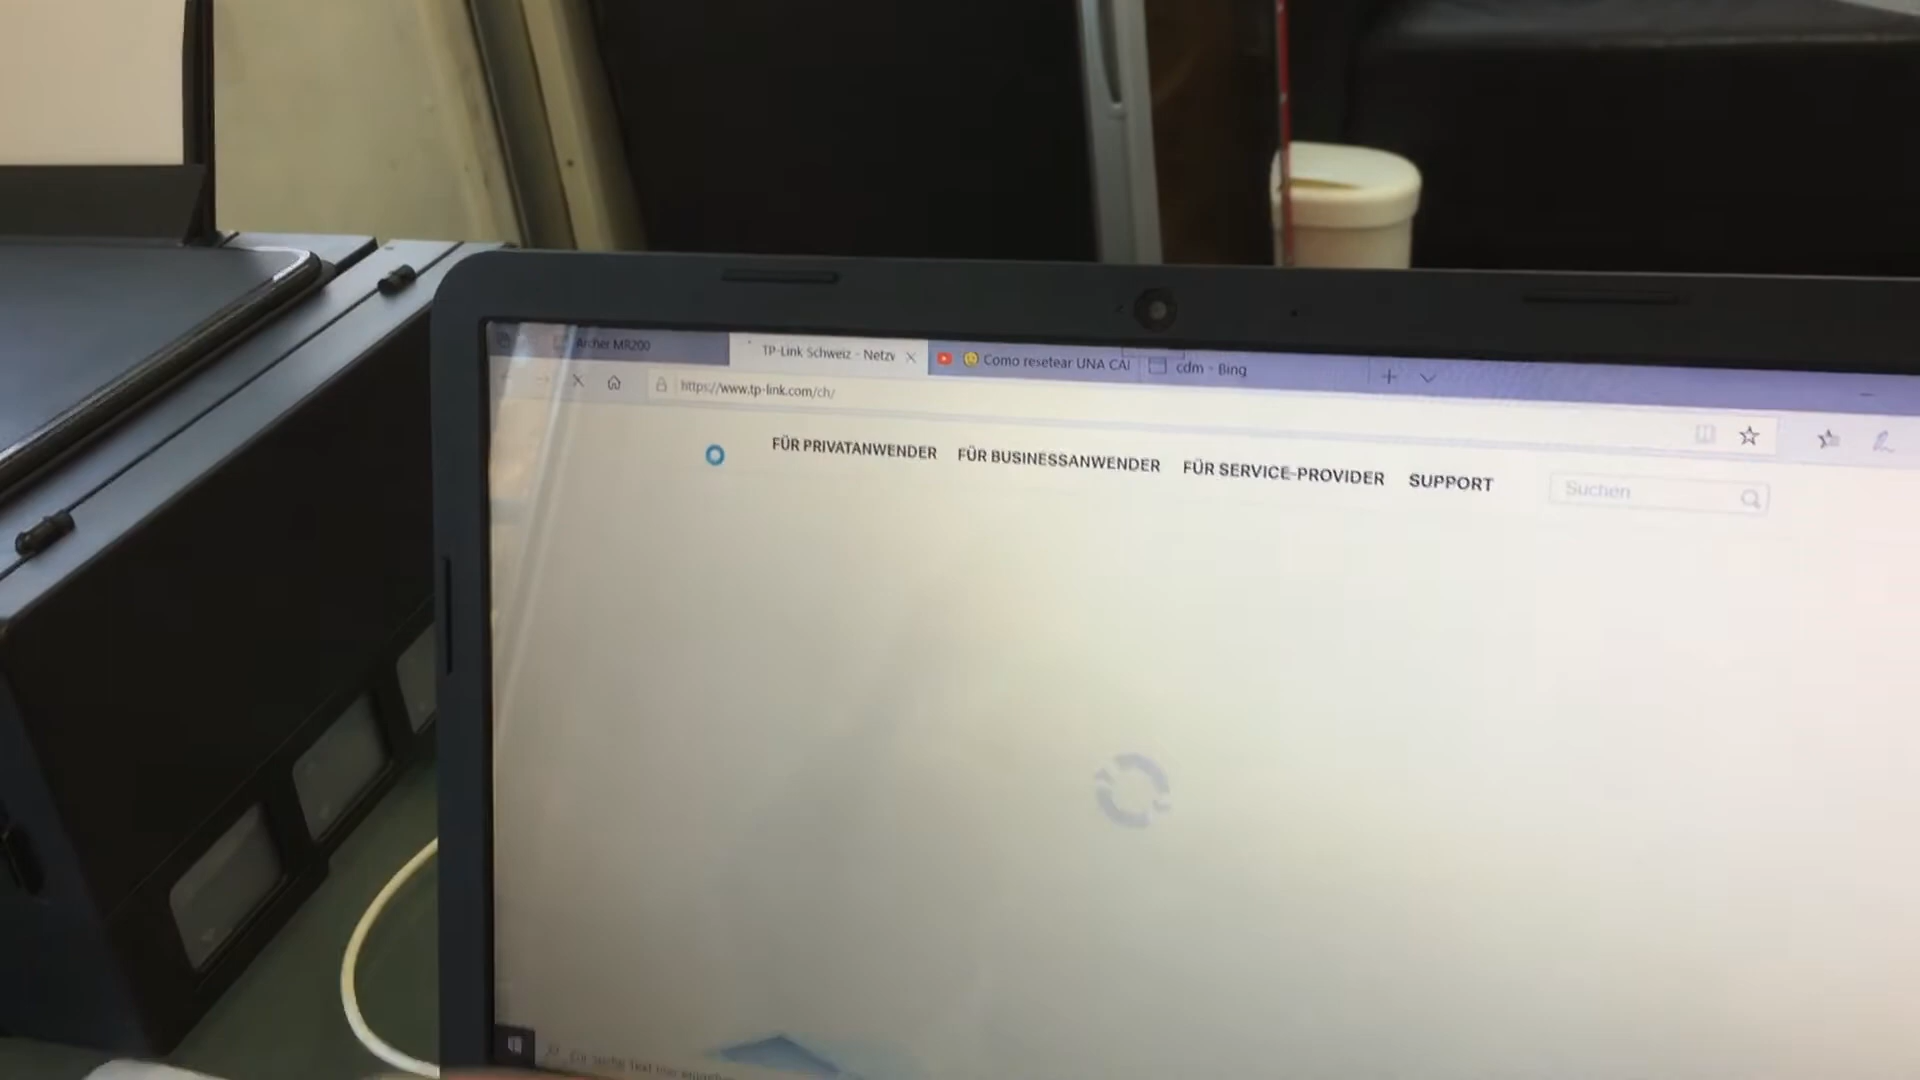 Archer MR200
TP-Link Schweiz - Netzv
Como resetear UNA CAI
cdm - Bing
https://www.tp-link.com/ch/
FÜR PRIVATANWENDER
FÜR BUSINESSANWENDER
FÜR SERVICE-PROVIDER
SUPPORT
Suchen